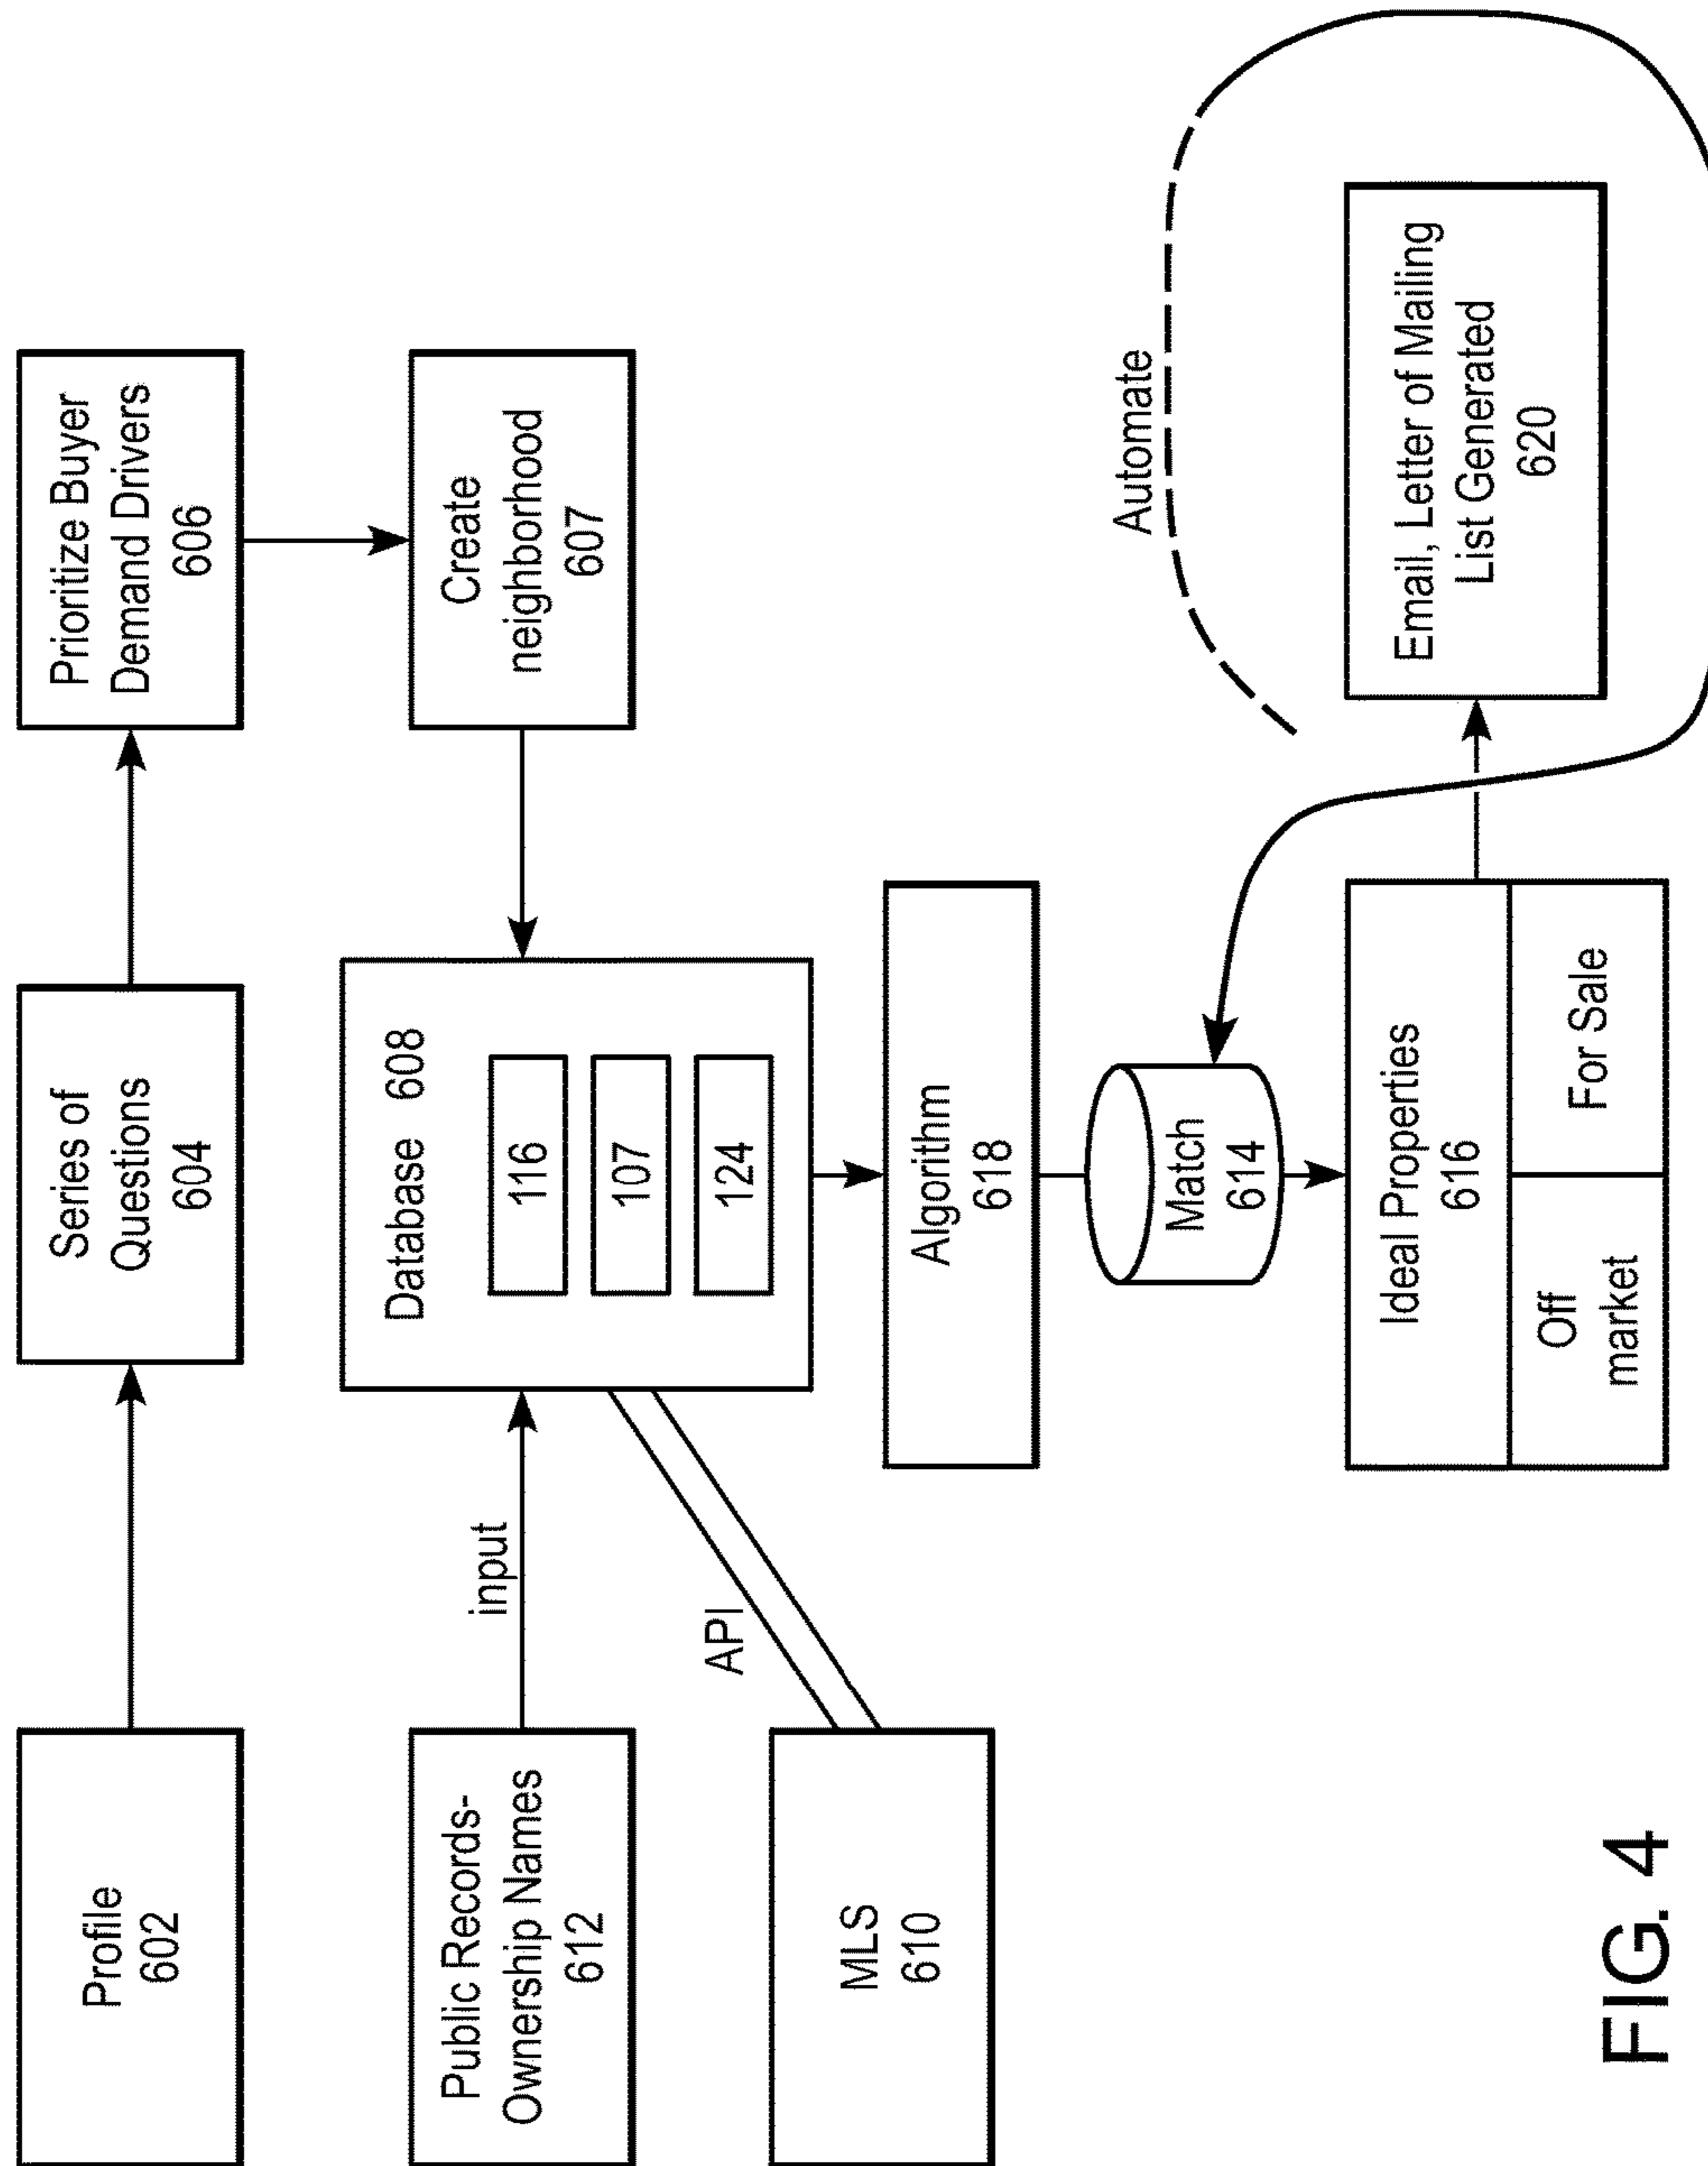 Profile
602
Series of
Questions
604
Prioritize Buyer
Demand Drivers
606
Public Records-
Ownership Names
612
input
Database 608
116
107
124
Create
neighborhood
607
MLS
610
API
Algorithm
618
Match
614
Automate
Ideal Properties
616
Off
market
For Sale
Email, Letter of Mailing
List Generated
620
FIG. 4